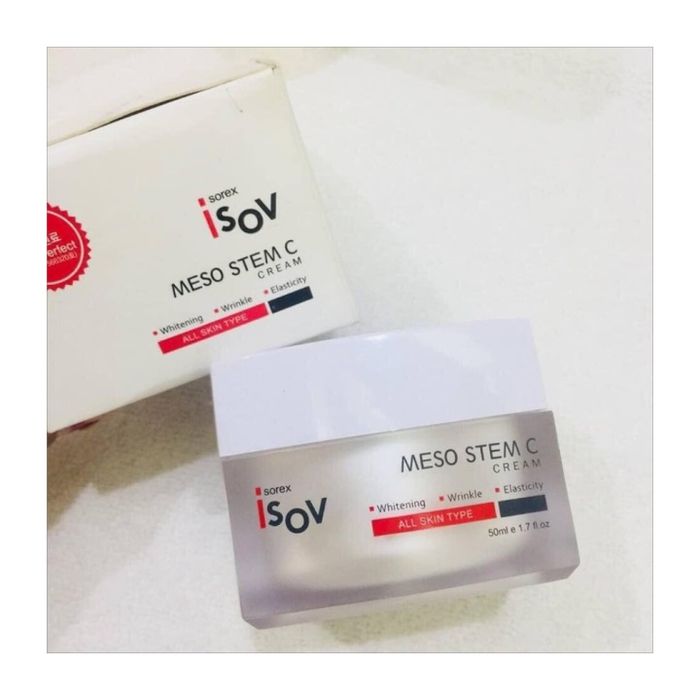 sorex
isov
MESO STEM C
CREAM
Whitening Wrinkle Elasticity
ALL SKIN TYPE
MESO STEM C
CREAM
sorex
isov
Whitening Wrinkle Elasticity
ALL SKIN TYPE
50ml e 1.7 fl.oz